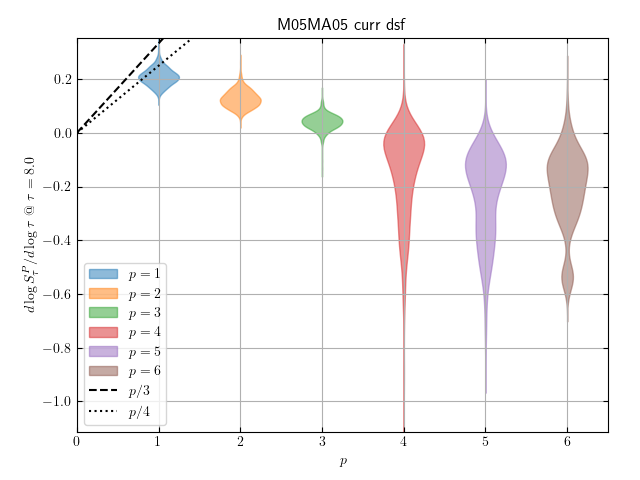 M05MA05 curr dsf
d log S_τ^P / d log τ @ τ = 8.0
0.2
0.0
−0.2
−0.4
−0.6
−0.8
−1.0
p = 1
p = 2
p = 3
p = 4
p = 5
p = 6
p/3
p/4
0 1 2 3 4 5 6
p